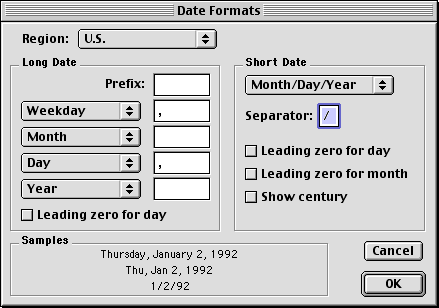 Date Formats
Region: U.S.
Long Date
Prefix:
Weekday ,
Month
Day ,
Year
Leading zero for day
Short Date
Month/Day/Year
Separator: /
Leading zero for day
Leading zero for month
Show century
Samples
Thursday, January 2, 1992
Thu, Jan 2, 1992
1/2/92
Cancel
OK